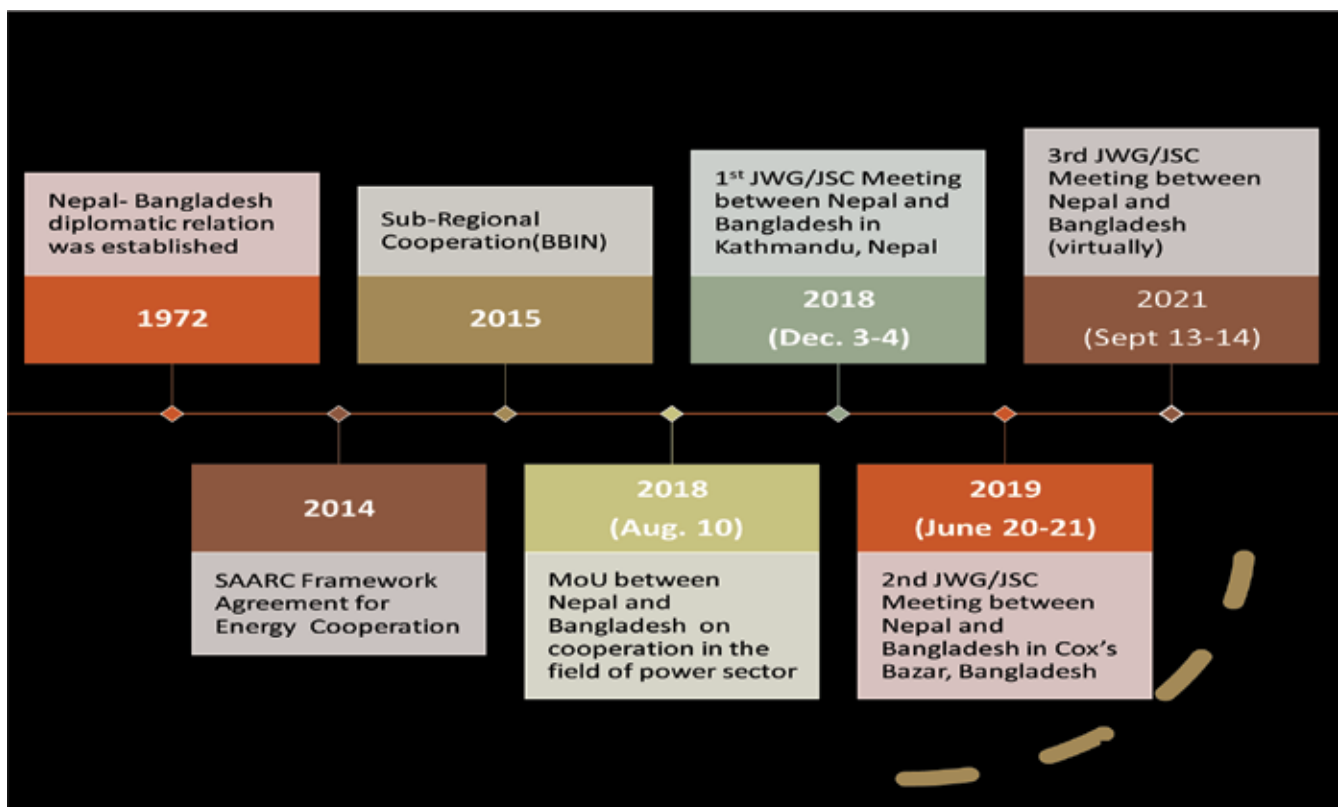 Nepal- Bangladesh
diplomatic relation
was established
1972
2014
SAARC Framework
Agreement for
Energy Cooperation
Sub-Regional
Cooperation(BBIN)
2015
2018
(Aug. 10)
MoU between
Nepal and
Bangladesh on
cooperation in the
field of power sector
1st JWG/JSC Meeting
between Nepal and
Bangladesh in
Kathmandu, Nepal
2018
(Dec. 3-4)
2019
(June 20-21)
2nd JWG/JSC
Meeting between
Nepal and
Bangladesh in Cox's
Bazar, Bangladesh
3rd JWG/JSC
Meeting between
Nepal and
Bangladesh
(virtually)
2021
(Sept 13-14)